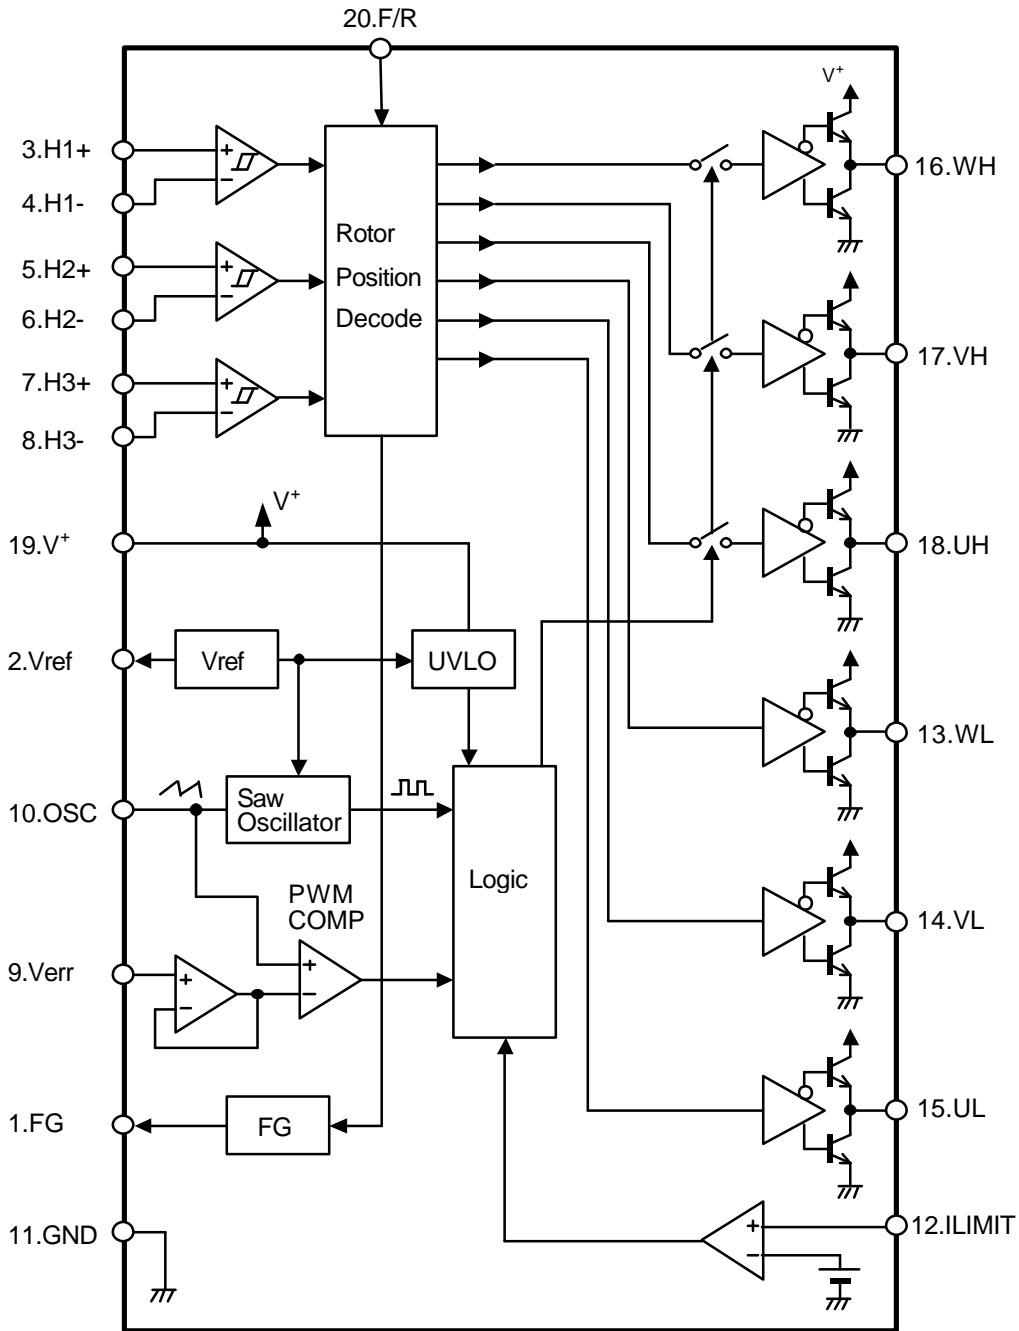 20.F/R
V⁺
3.H1+
+
−
4.H1-
16.WH
Rotor
Position
Decode
5.H2+
+
−
6.H2-
17.VH
7.H3+
+
−
8.H3-
V⁺
19.V⁺
18.UH
2.Vref
Vref
UVLO
13.WL
10.OSC
Saw
Oscillator
Logic
PWM
COMP
14.VL
9.Verr
+
−
+
−
1.FG
FG
15.UL
11.GND
+
−
12.ILIMIT